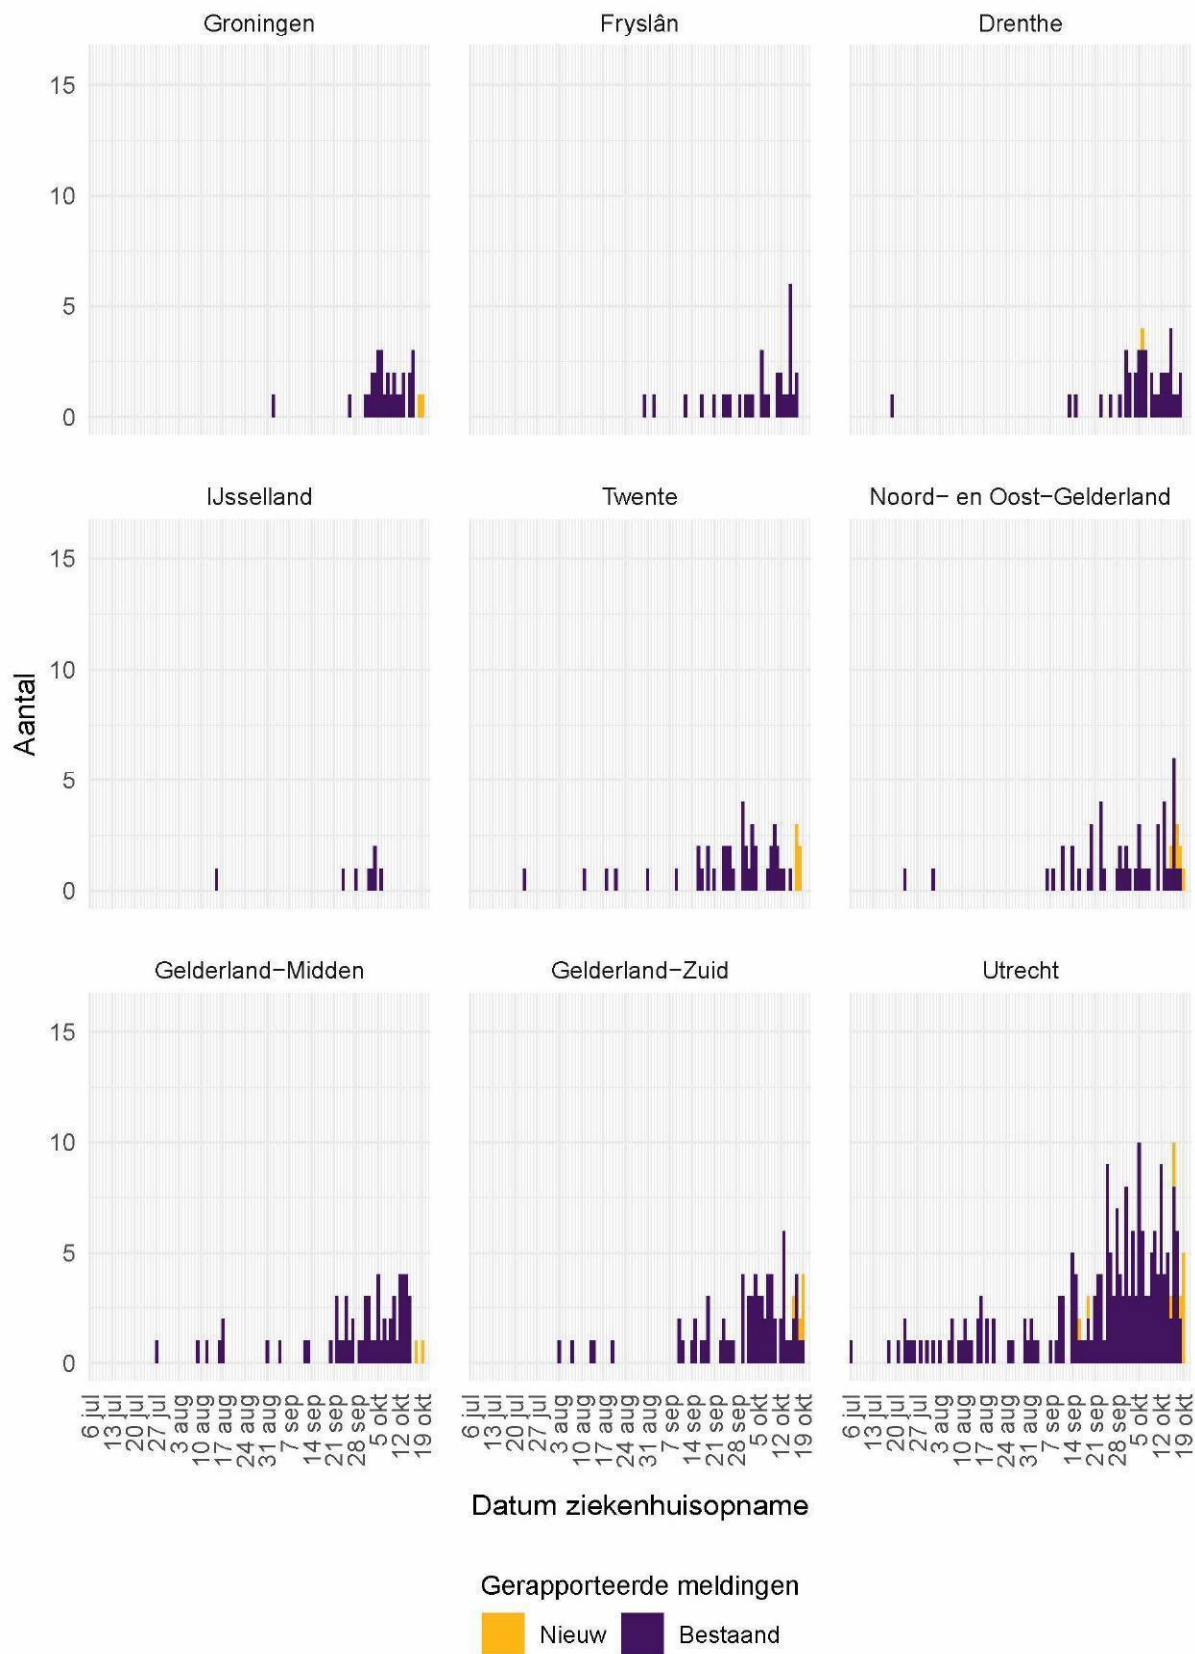 Groningen Fryslân Drenthe
15
10
5
0
IJsselland Twente Noord- en Oost-Gelderland
15
10
5
0
Aantal
Gelderland-Midden Gelderland-Zuid Utrecht
15
10
5
0
6 jul 13 jul 20 jul 27 jul 3 aug 10 aug 17 aug 24 aug 31 aug 7 sep 14 sep 21 sep 28 sep 5 okt 12 okt 19 okt
6 jul 13 jul 20 jul 27 jul 3 aug 10 aug 17 aug 24 aug 31 aug 7 sep 14 sep 21 sep 28 sep 5 okt 12 okt 19 okt
6 jul 13 jul 20 jul 27 jul 3 aug 10 aug 17 aug 24 aug 31 aug 7 sep 14 sep 21 sep 28 sep 5 okt 12 okt 19 okt
Datum ziekenhuisopname
Gerapporteerde meldingen
Nieuw Bestaand